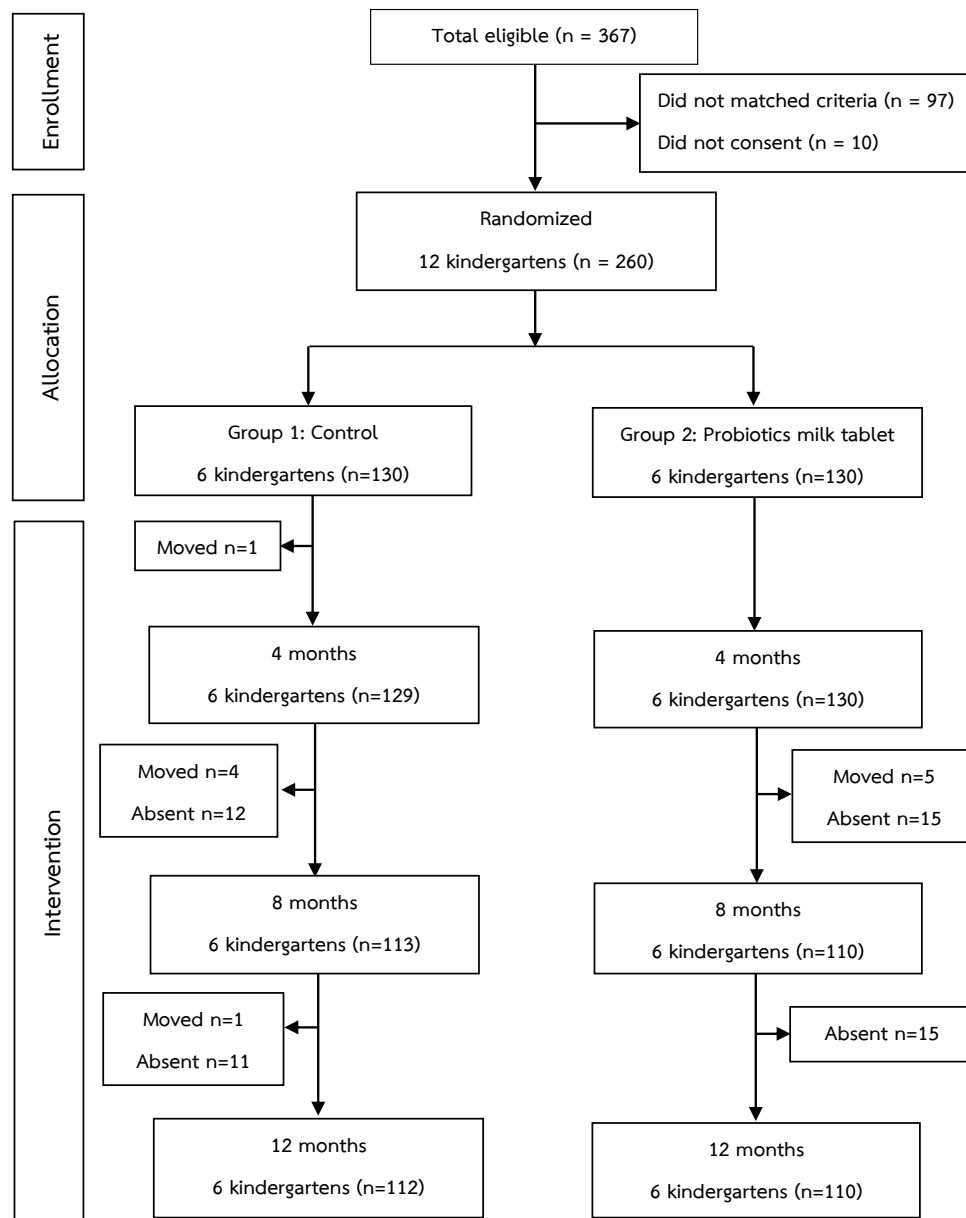 Enrollment
Total eligible (n = 367)
Did not matched criteria (n = 97)
Did not consent (n = 10)
Allocation
Randomized
12 kindergartens (n = 260)
Group 1: Control
6 kindergartens (n=130)
Group 2: Probiotics milk tablet
6 kindergartens (n=130)
Intervention
Moved n=1
4 months
6 kindergartens (n=129)
4 months
6 kindergartens (n=130)
Moved n=4
Absent n=12
Moved n=5
Absent n=15
8 months
6 kindergartens (n=113)
8 months
6 kindergartens (n=110)
Moved n=1
Absent n=11
Absent n=15
12 months
6 kindergartens (n=112)
12 months
6 kindergartens (n=110)